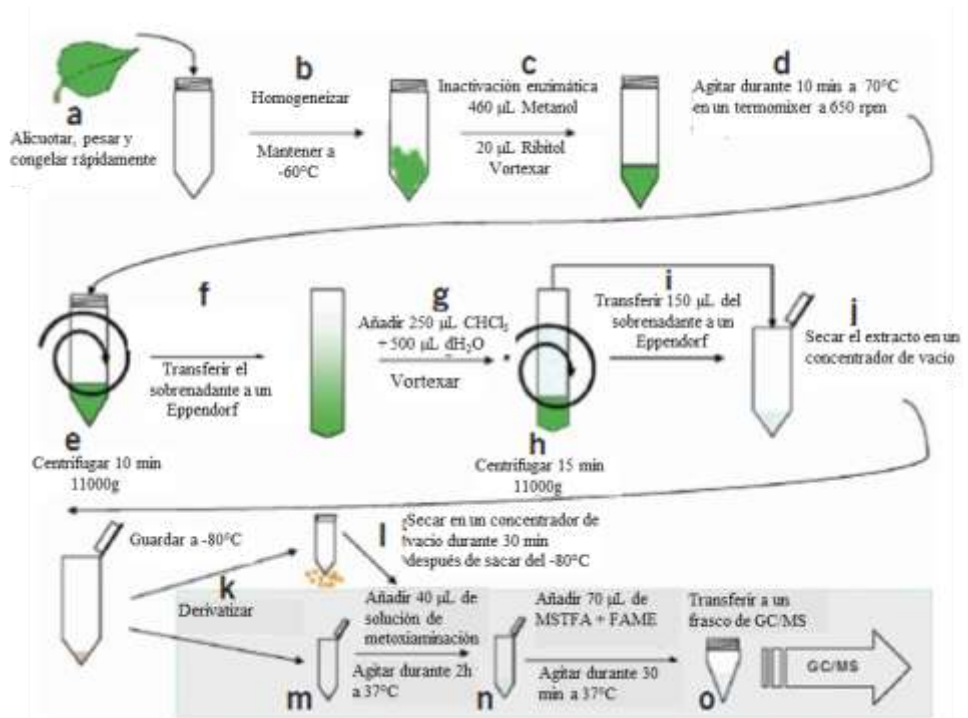 a
Alicuotar, pesar y
congelar rápidamente
b
Homogeneizar
Mantener a
-60°C
c
Inactivación enzimática
460 µL Metanol
20 µL Ribitol
Vortexar
d
Agitar durante 10 min a 70°C
en un termomixer a 650 rpm
e
Centrifugar 10 min
11000g
f
Transferir el
sobrenadante a un
Eppendorf
g
Añadir 250 µL CHCl3
+500 µL dH2O
Vortexar
h
Centrifugar 15 min
11000g
i
Transferir 150 µL del
sobrenadante a un
Eppendorf
j
Secar el extracto en un
concentrador de vacio
Guardar a -80°C
k
Derivatizar
l
Secar en un concentrador de
vacio durante 30 min
después de sacar del -80°C
m
Añadir 40 µL de
solución de
metoxiaminación
Agitar durante 2h
a 37°C
n
Añadir 70 µL de
MSTFA + FAME
Agitar durante 30
min a 37°C
o
Transferir a un
frasco de GC/MS
GC/MS